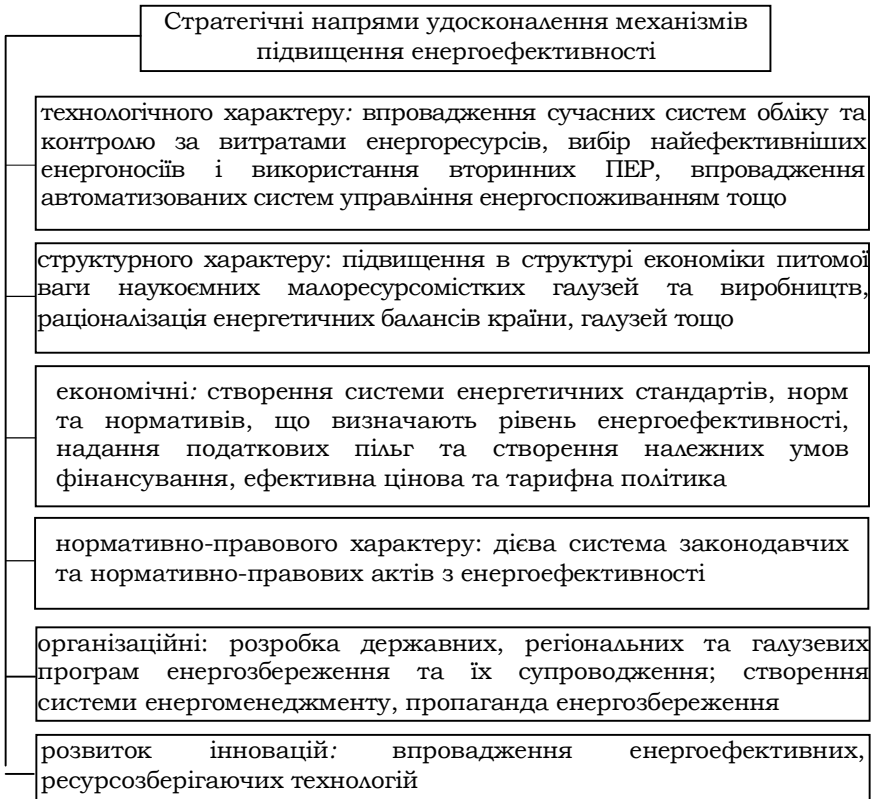 Стратегічні напрями удосконалення механізмів
підвищення енергоефективності
технологічного характеру: впровадження сучасних систем обліку та
контролю за витратами енергоресурсів, вибір найефективніших
енергоносіїв і використання вторинних ПЕР, впровадження
автоматизованих систем управління енергоспоживанням тощо
структурного характеру: підвищення в структурі економіки питомої
ваги наукоємних малоресурсомістких галузей та виробництв,
раціоналізація енергетичних балансів країни, галузей тощо
економічні: створення системи енергетичних стандартів, норм
та нормативів, що визначають рівень енергоефективності,
надання податкових пільг та створення належних умов
фінансування, ефективна цінова та тарифна політика
нормативно-правового характеру: дієва система законодавчих
та нормативно-правових актів з енергоефективності
організаційні: розробка державних, регіональних та галузевих
програм енергозбереження та їх супроводження; створення
системи енергоменеджменту, пропаганда енергозбереження
розвиток інновацій: впровадження енергоефективних,
ресурсозберігаючих технологій